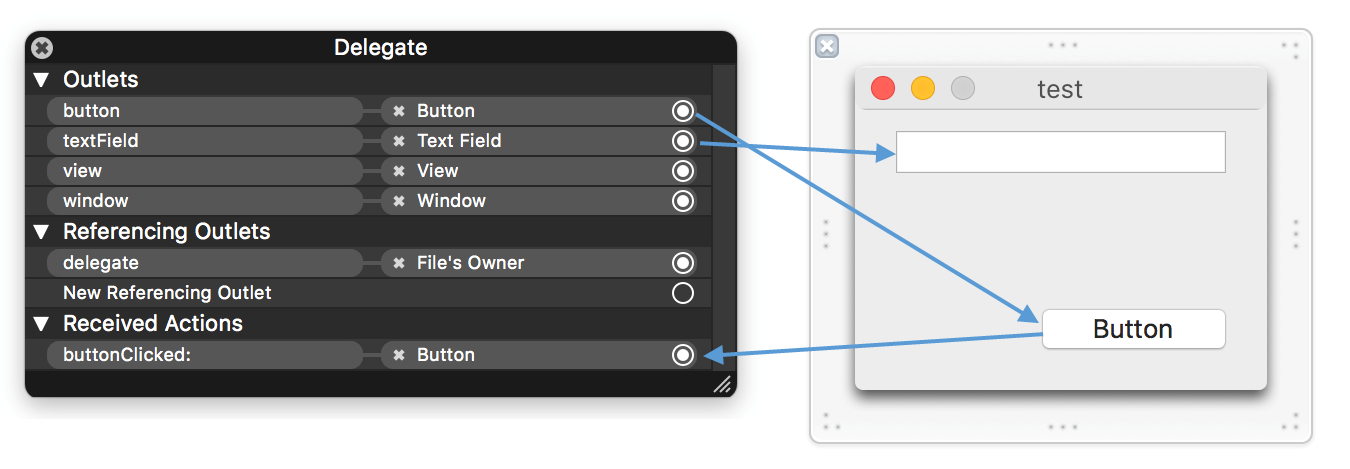 Delegate
Outlets
button Button
textField Text Field
view View
window Window
Referencing Outlets
delegate File's Owner
New Referencing Outlet
Received Actions
buttonClicked: Button
test
Button